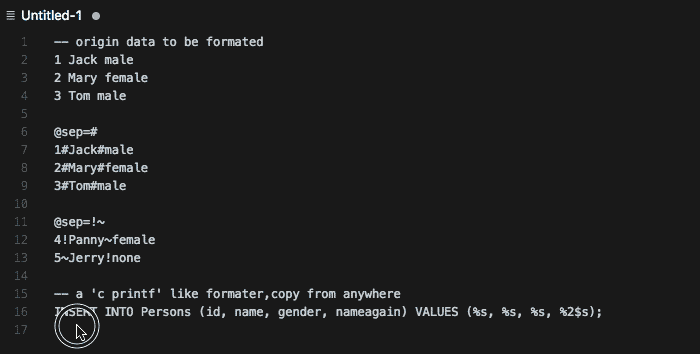 Untitled-1
1 -- origin data to be formated
2 1 Jack male
3 2 Mary female
4 3 Tom male
5
6 @sep=#
7 1#Jack#male
8 2#Mary#female
9 3#Tom#male
10
11 @sep=!~
12 4!Panny~female
13 5~Jerry!none
14
15 -- a 'c printf' like formater,copy from anywhere
16 INSERT INTO Persons (id, name, gender, nameagain) VALUES (%s, %s, %s, %2$s);
17